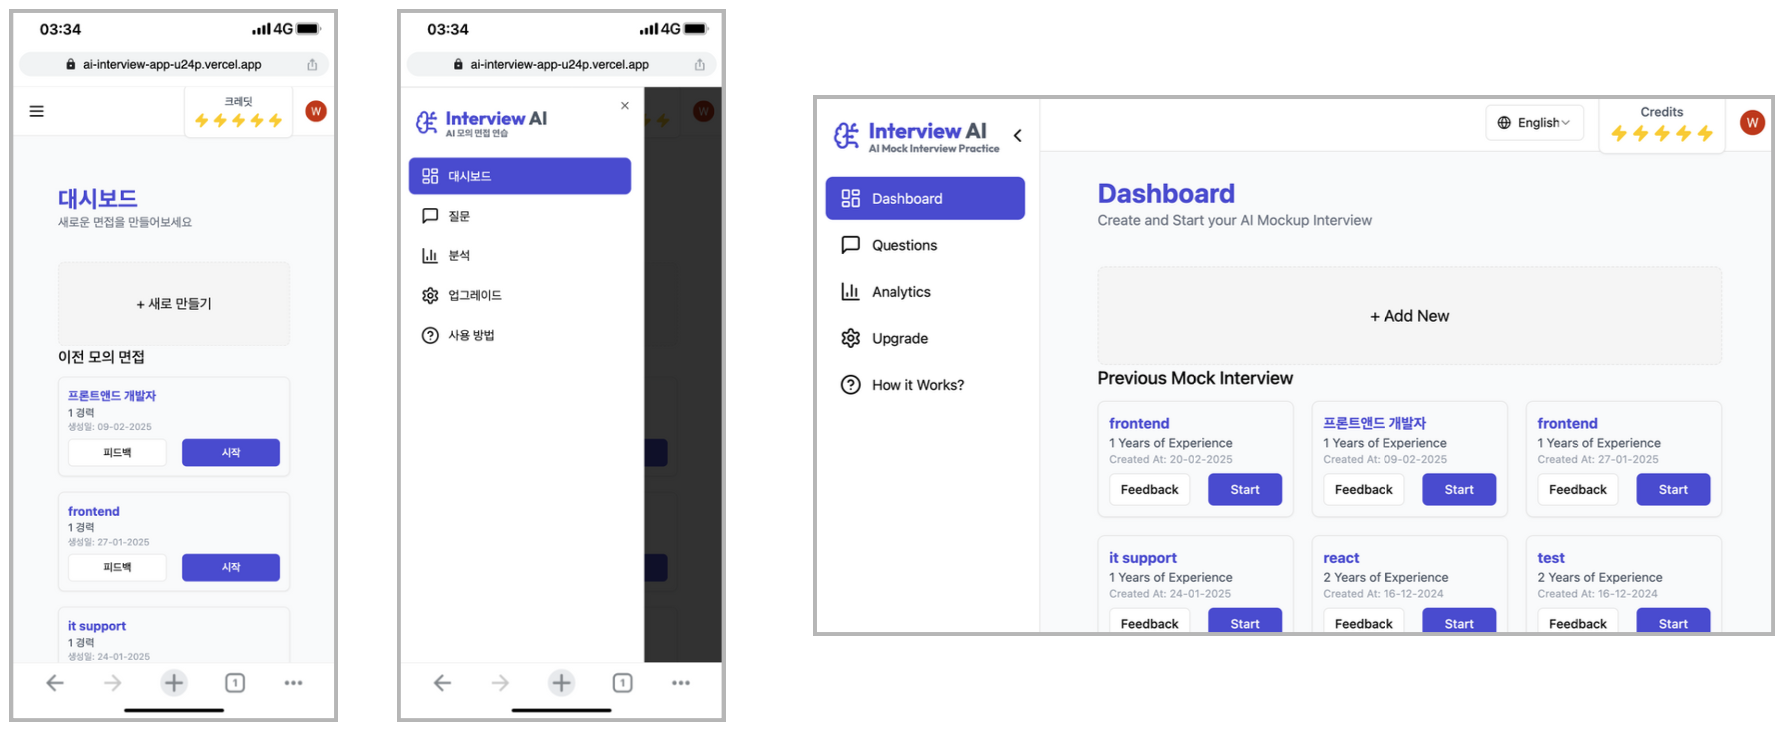 03:34
4G
ai-interview-app-u24p.vercel.app
크레딧
W
대시보드
새로운 면접을 만들어보세요
+ 새로 만들기
이전 모의 면접
프론트앤드 개발자
1 경력
생성일: 09-02-2025
피드백
시작
frontend
1 경력
생성일: 27-01-2025
피드백
시작
it support
1 경력
생성일: 24-01-2025
1
03:34
4G
ai-interview-app-u24p.vercel.app
Interview AI
AI 모의 면접 연습
W
대시보드
질문
분석
업그레이드
사용 방법
1
Interview AI
AI Mock Interview Practice
Dashboard
Questions
Analytics
Upgrade
How it Works?
English
Credits
W
Dashboard
Create and Start your AI Mockup Interview
+ Add New
Previous Mock Interview
frontend
1 Years of Experience
Created At: 20-02-2025
Feedback
Start
프론트앤드 개발자
1 Years of Experience
Created At: 09-02-2025
Feedback
Start
frontend
1 Years of Experience
Created At: 27-01-2025
Feedback
Start
it support
1 Years of Experience
Created At: 24-01-2025
Feedback
Start
react
2 Years of Experience
Created At: 16-12-2024
Feedback
Start
test
2 Years of Experience
Created At: 16-12-2024
Feedback
Start